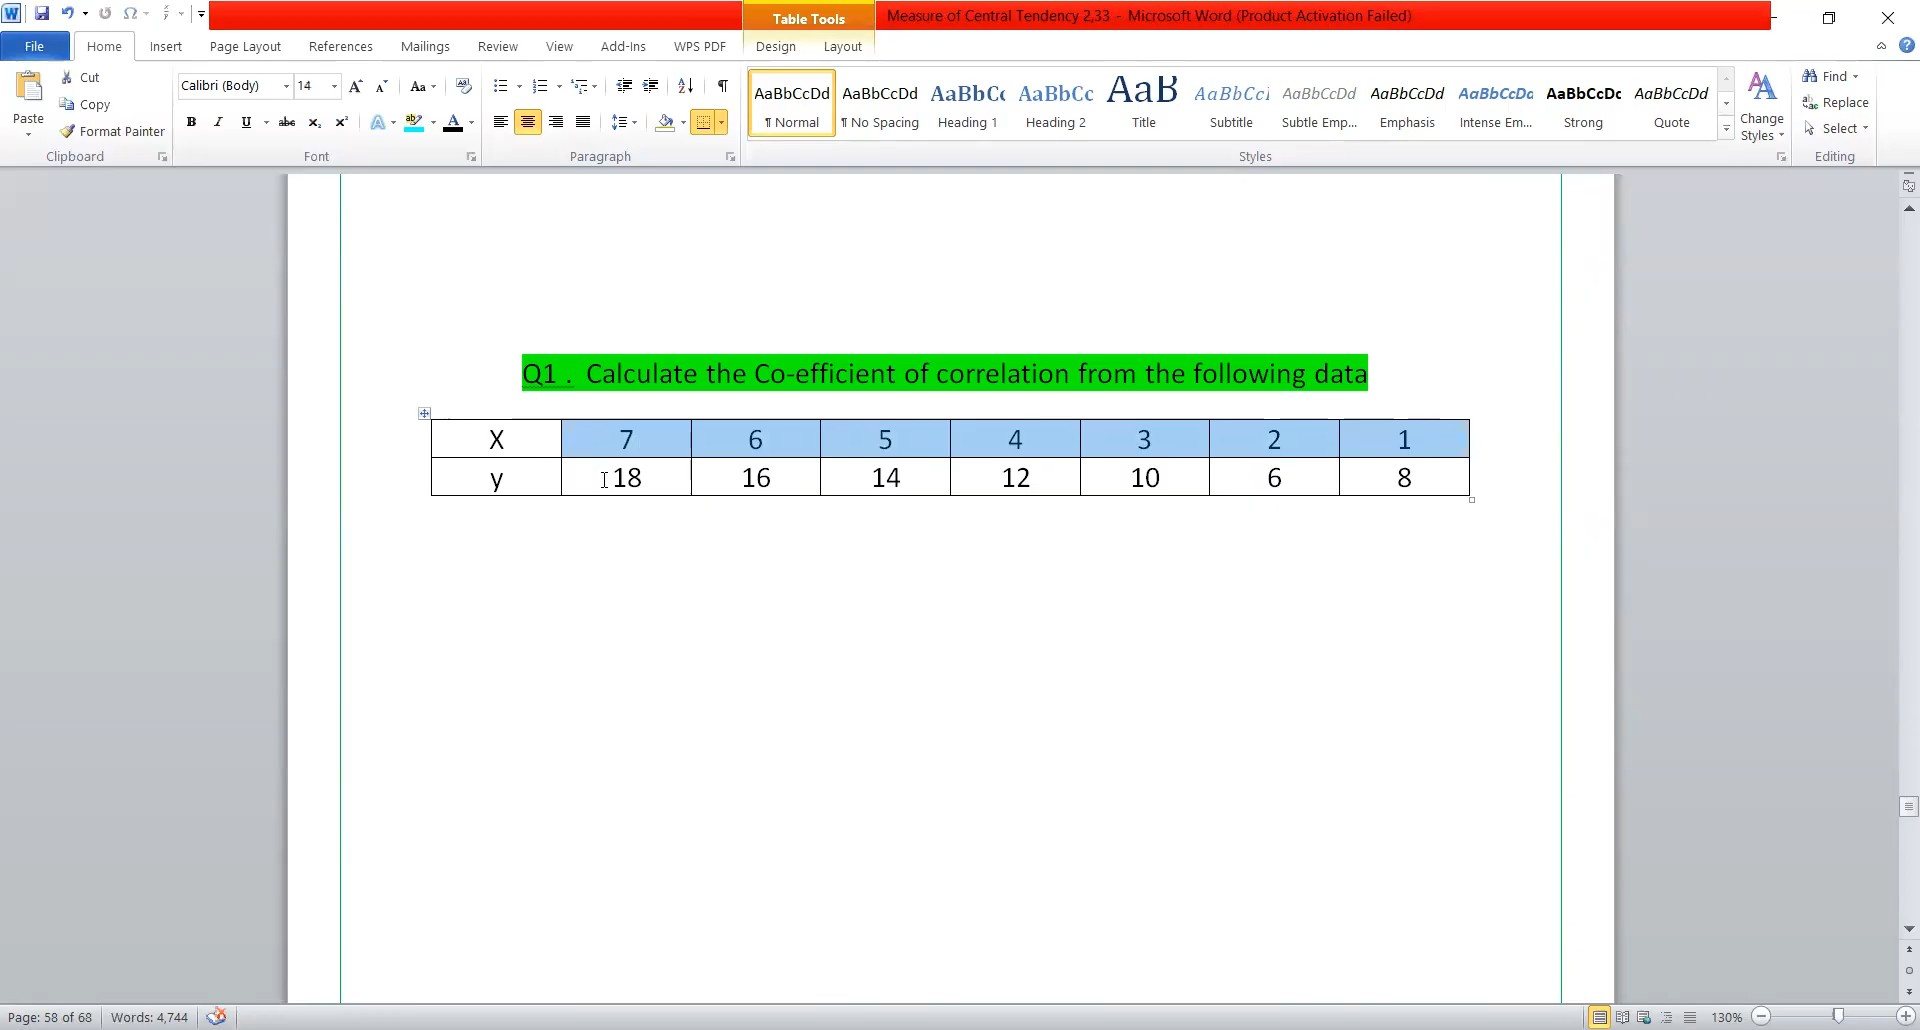 Table Tools
Measure of Central Tendency 2,33 - Microsoft Word (Product Activation Failed)
File Home Insert Page Layout References Mailings Review View Add-Ins WPS PDF Design Layout
Paste
Cut
Copy
Format Painter
Clipboard
Calibri (Body) 14
Aa
B I U abc x₂ x² A ab A
Font
Paragraph
AaBbCcDd AaBbCcDd AaBbCc AaBbCc AaB AaBbCcI AaBbCcDd AaBbCcDd AaBbCcDd AaBbCcDc AaBbCcDd
¶ Normal ¶ No Spacing Heading 1 Heading 2 Title Subtitle Subtle Emp... Emphasis Intense Em... Strong Quote
Styles
Change
Styles
Find
Replace
Select
Editing
Q1 . Calculate the Co-efficient of correlation from the following data
X 7 6 5 4 3 2 1
y 18 16 14 12 10 6 8
Page: 58 of 68 Words: 4,744 130%